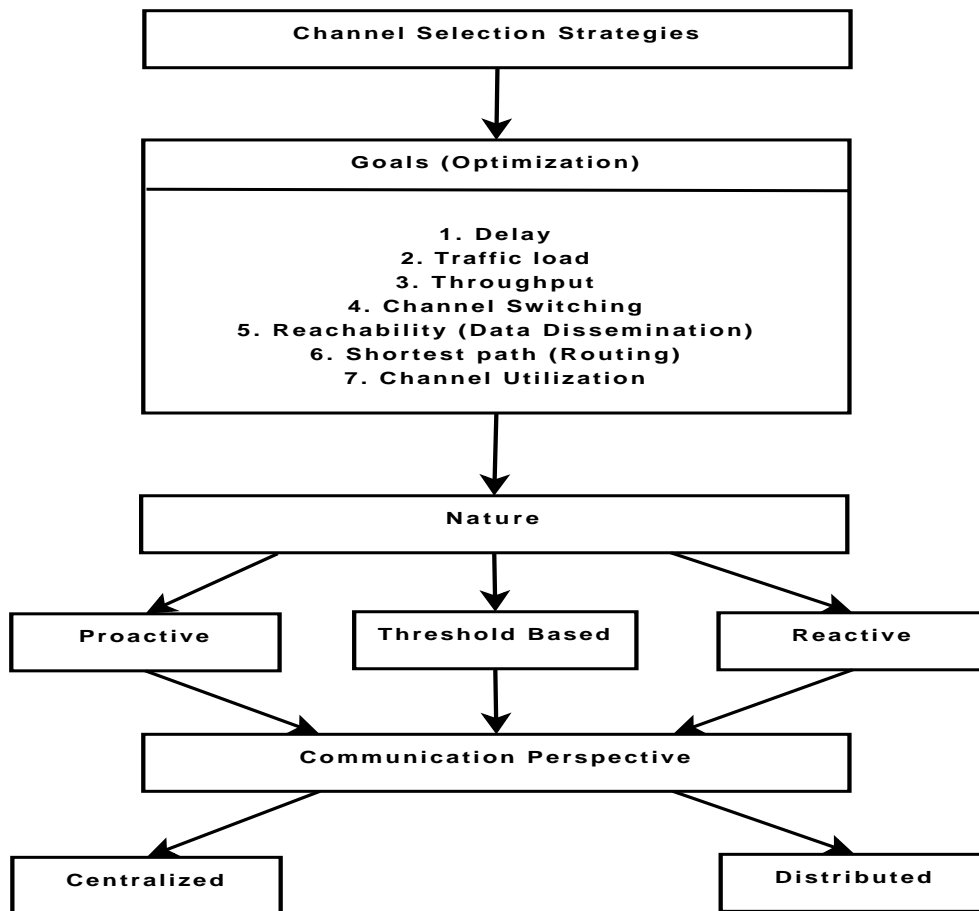 Channel Selection Strategies
Goals (Optimization)
1. Delay
2. Traffic load
3. Throughput
4. Channel Switching
5. Reachability (Data Dissemination)
6. Shortest path (Routing)
7. Channel Utilization
Nature
Proactive
Threshold Based
Reactive
Communication Perspective
Centralized
Distributed